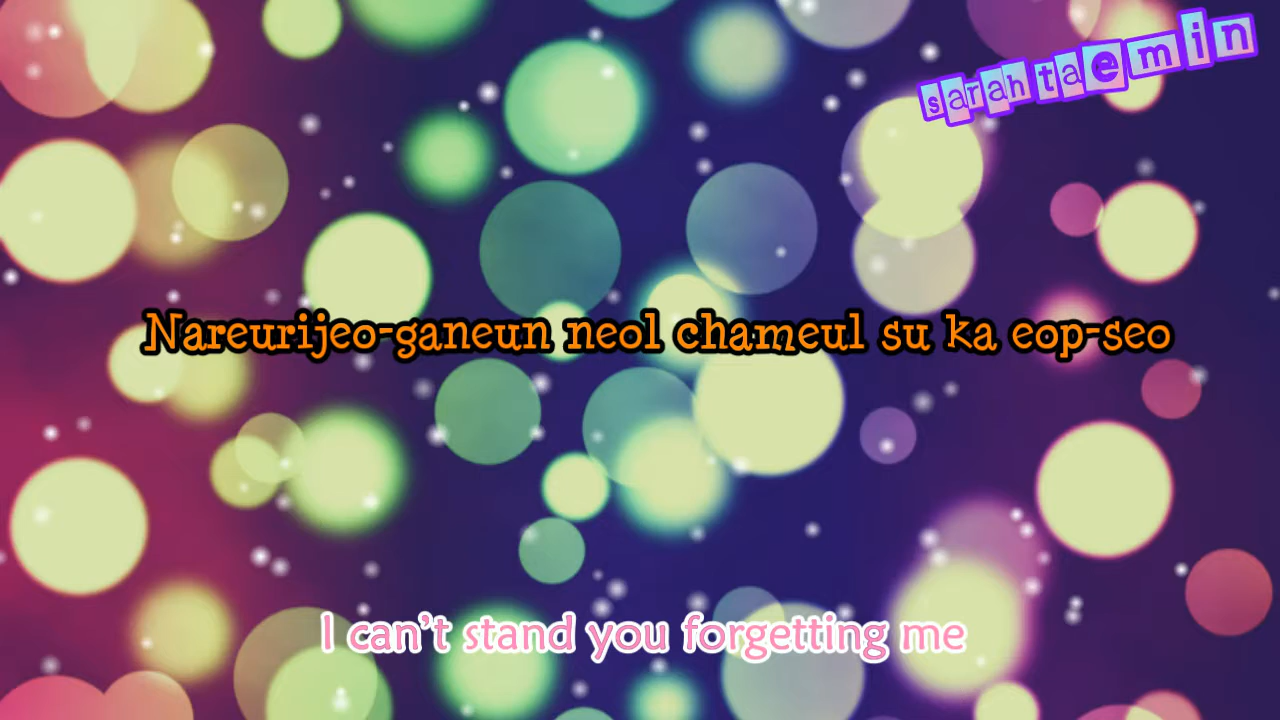 sarahtaemin
Nareurijeo-ganeun neol chameul su ka eop-seo
I can't stand you forgetting me